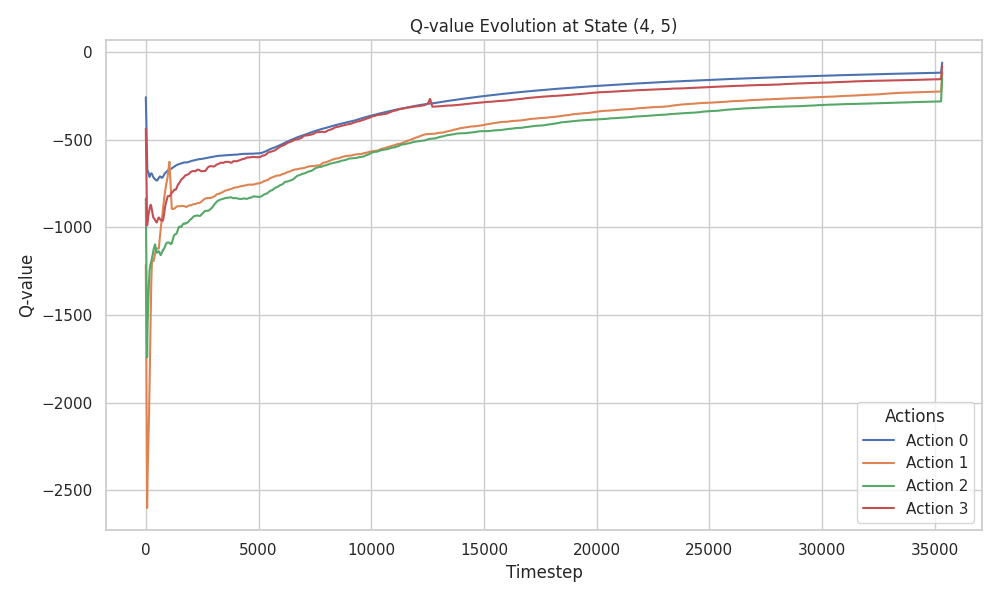 Q-value Evolution at State (4, 5)
Q-value
0
−500
−1000
−1500
−2000
−2500
0
5000
10000
15000
20000
25000
30000
35000
Timestep
Actions
Action 0
Action 1
Action 2
Action 3